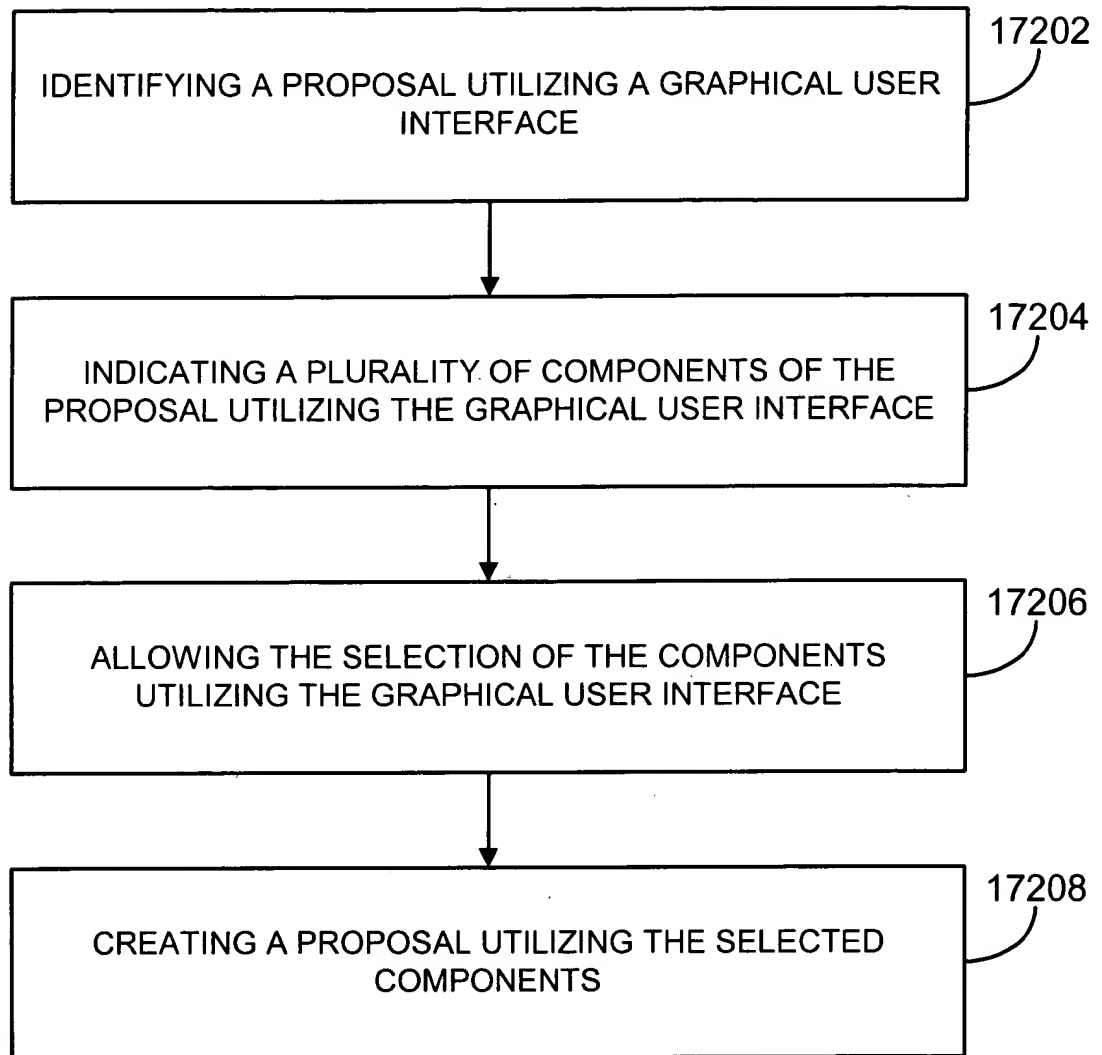 17202
IDENTIFYING A PROPOSAL UTILIZING A GRAPHICAL USER
INTERFACE
17204
INDICATING A PLURALITY OF COMPONENTS OF THE
PROPOSAL UTILIZING THE GRAPHICAL USER INTERFACE
17206
ALLOWING THE SELECTION OF THE COMPONENTS
UTILIZING THE GRAPHICAL USER INTERFACE
17208
CREATING A PROPOSAL UTILIZING THE SELECTED
COMPONENTS